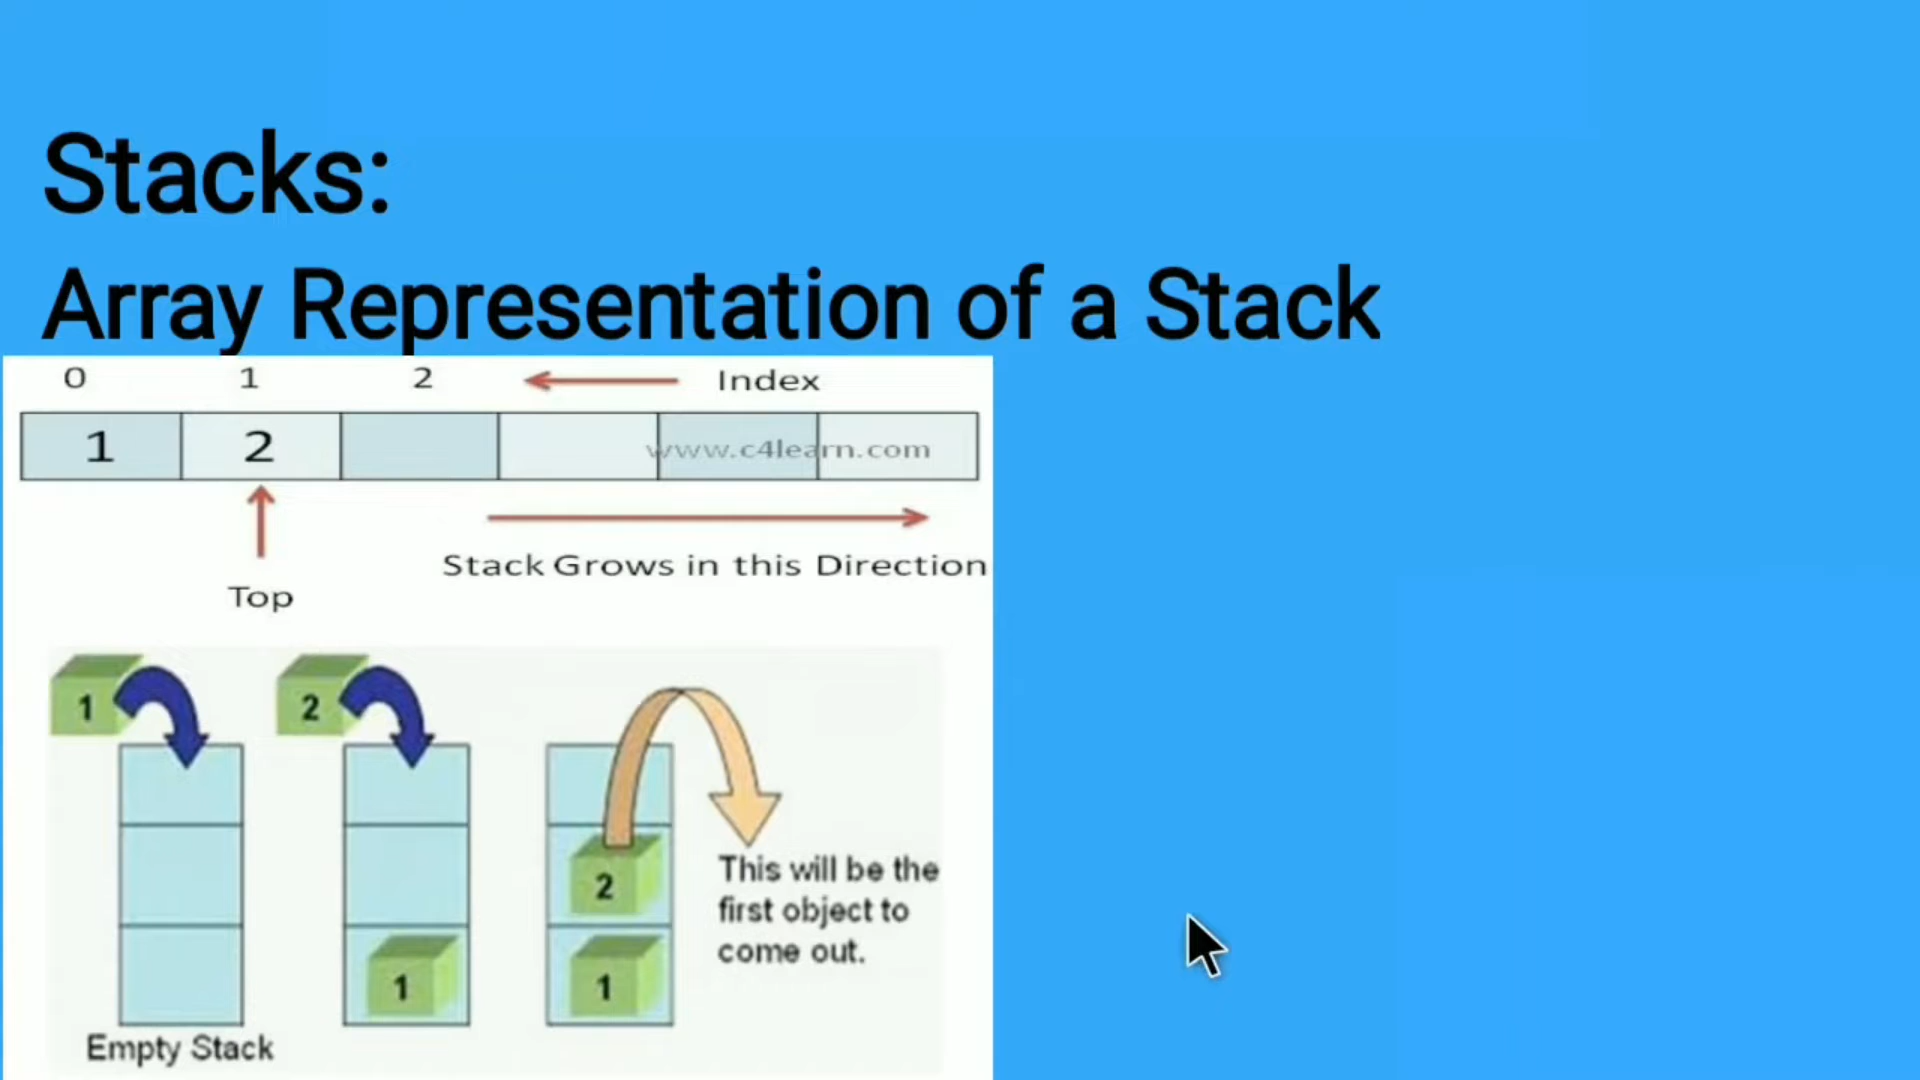 Stacks:
Array Representation of a Stack
0 1 2 Index
1 2
www.c4learn.com
Stack Grows in this Direction
Top
1 2
2
This will be the
first object to
come out.
1 1
Empty Stack